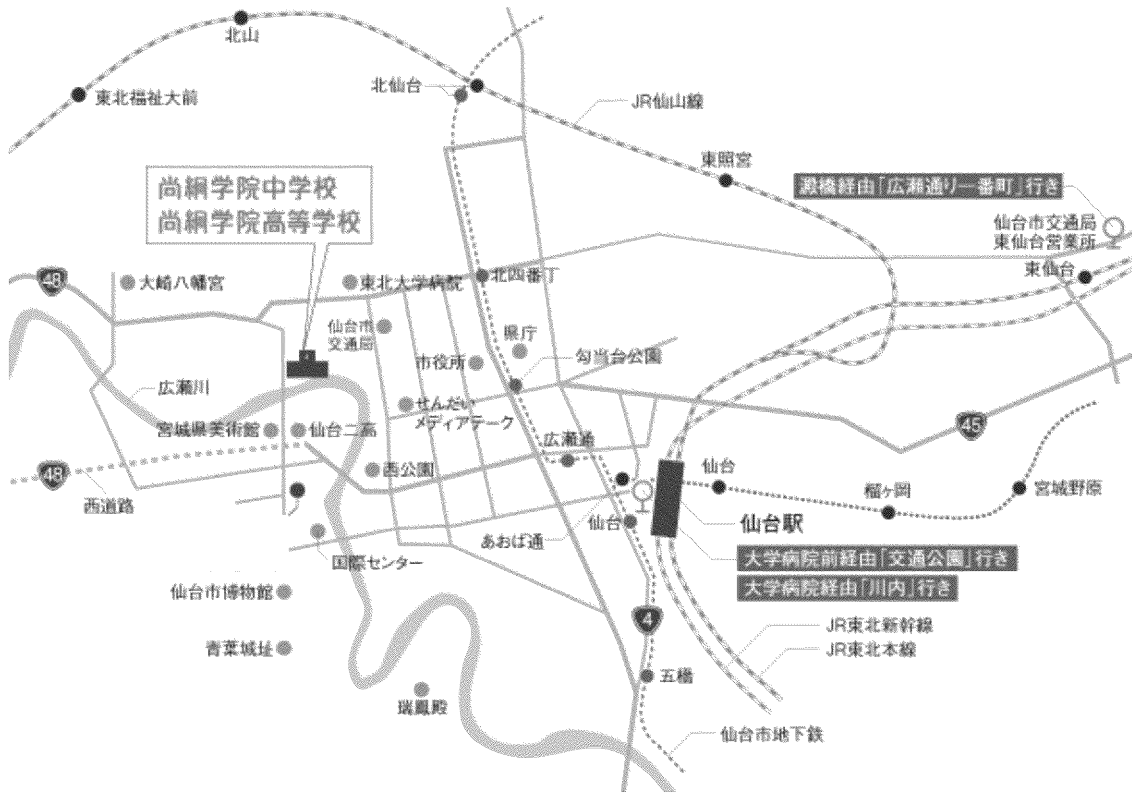 北山
東北福祉大前
北仙台
JR仙山線
東照宮
澱橋経由「広瀬通り一番町」行き
尚絅学院中学校
尚絅学院高等学校
仙台市交通局
東仙台営業所
東仙台
48
大崎八幡宮
東北大学病院
北四番丁
仙台市
交通局
県庁
市役所
勾当台公園
広瀬川
せんだい
メディアテーク
宮城県美術館
仙台二高
広瀬通
45
48
西公園
仙台
榴ヶ岡
宮城野原
西道路
仙台
仙台駅
あおば通
国際センター
大学病院前経由「交通公園」行き
大学病院経由「川内」行き
仙台市博物館
4
JR東北新幹線
JR東北本線
青葉城址
五橋
瑞鳳殿
仙台市地下鉄